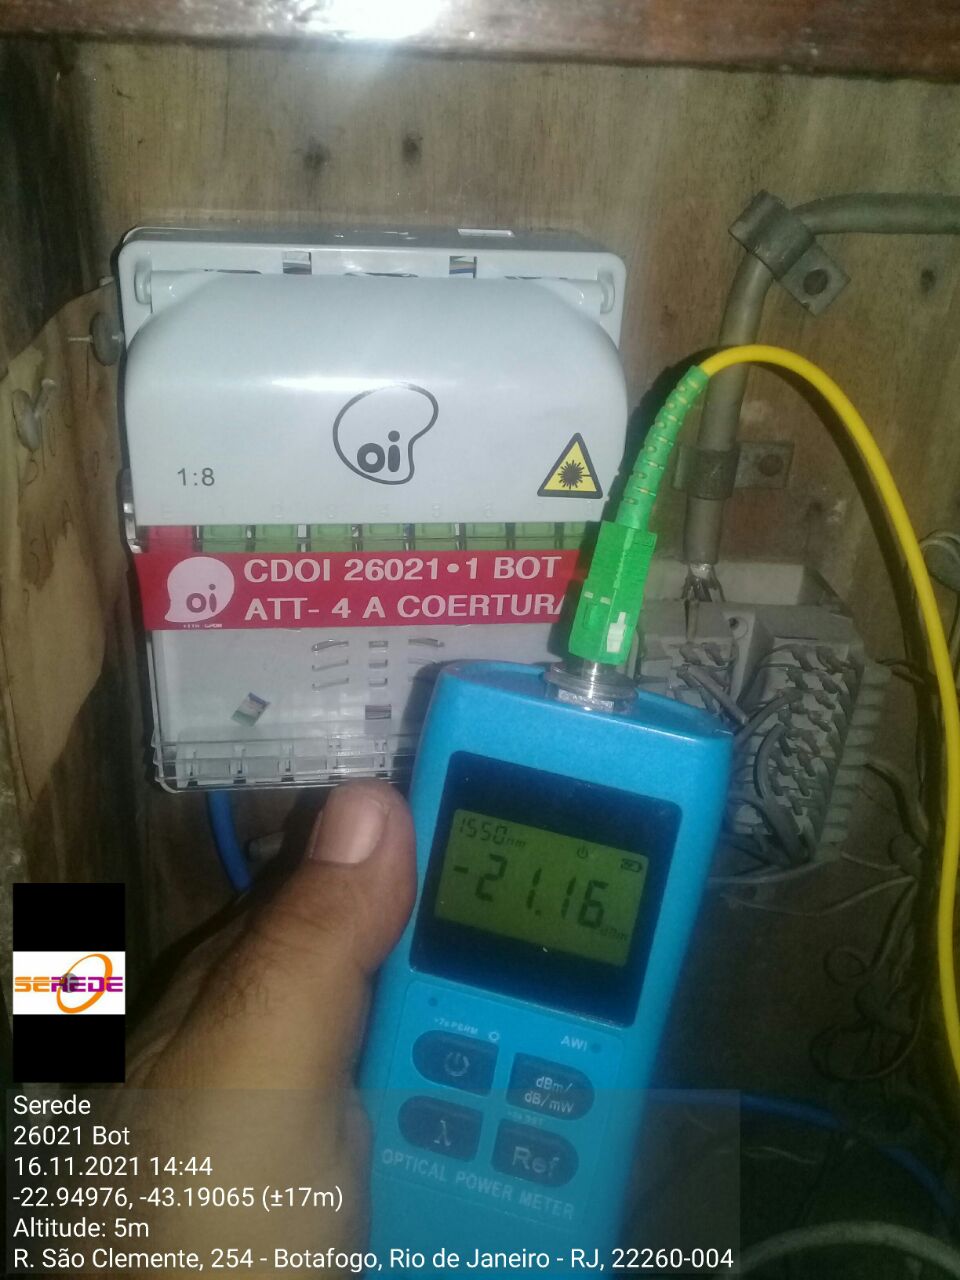 oi
1:8
oi
CDOI 26021•1 BOT
ATT- 4 A COERTURA
1550nm
-21.16
dBm
AWI
dBm/
dB/mW
λ
Ref
OPTICAL POWER METER
SEREDE
Serede
26021 Bot
16.11.2021 14:44
-22.94976, -43.19065 (±17m)
Altitude: 5m
R. São Clemente, 254 - Botafogo, Rio de Janeiro - RJ, 22260-004